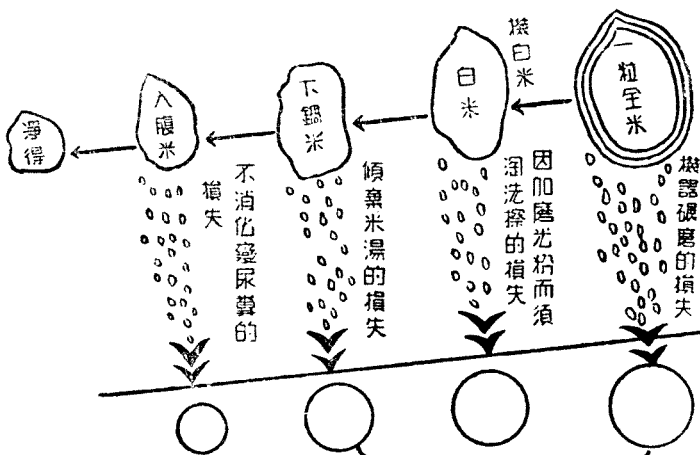 一粒全米
機器碾磨的損失
機白米
白米
因加磨光粉而須
淘洗擦的損失
下鍋米
傾棄米湯的損失
入腹米
不消化變尿糞的
損失
淨得